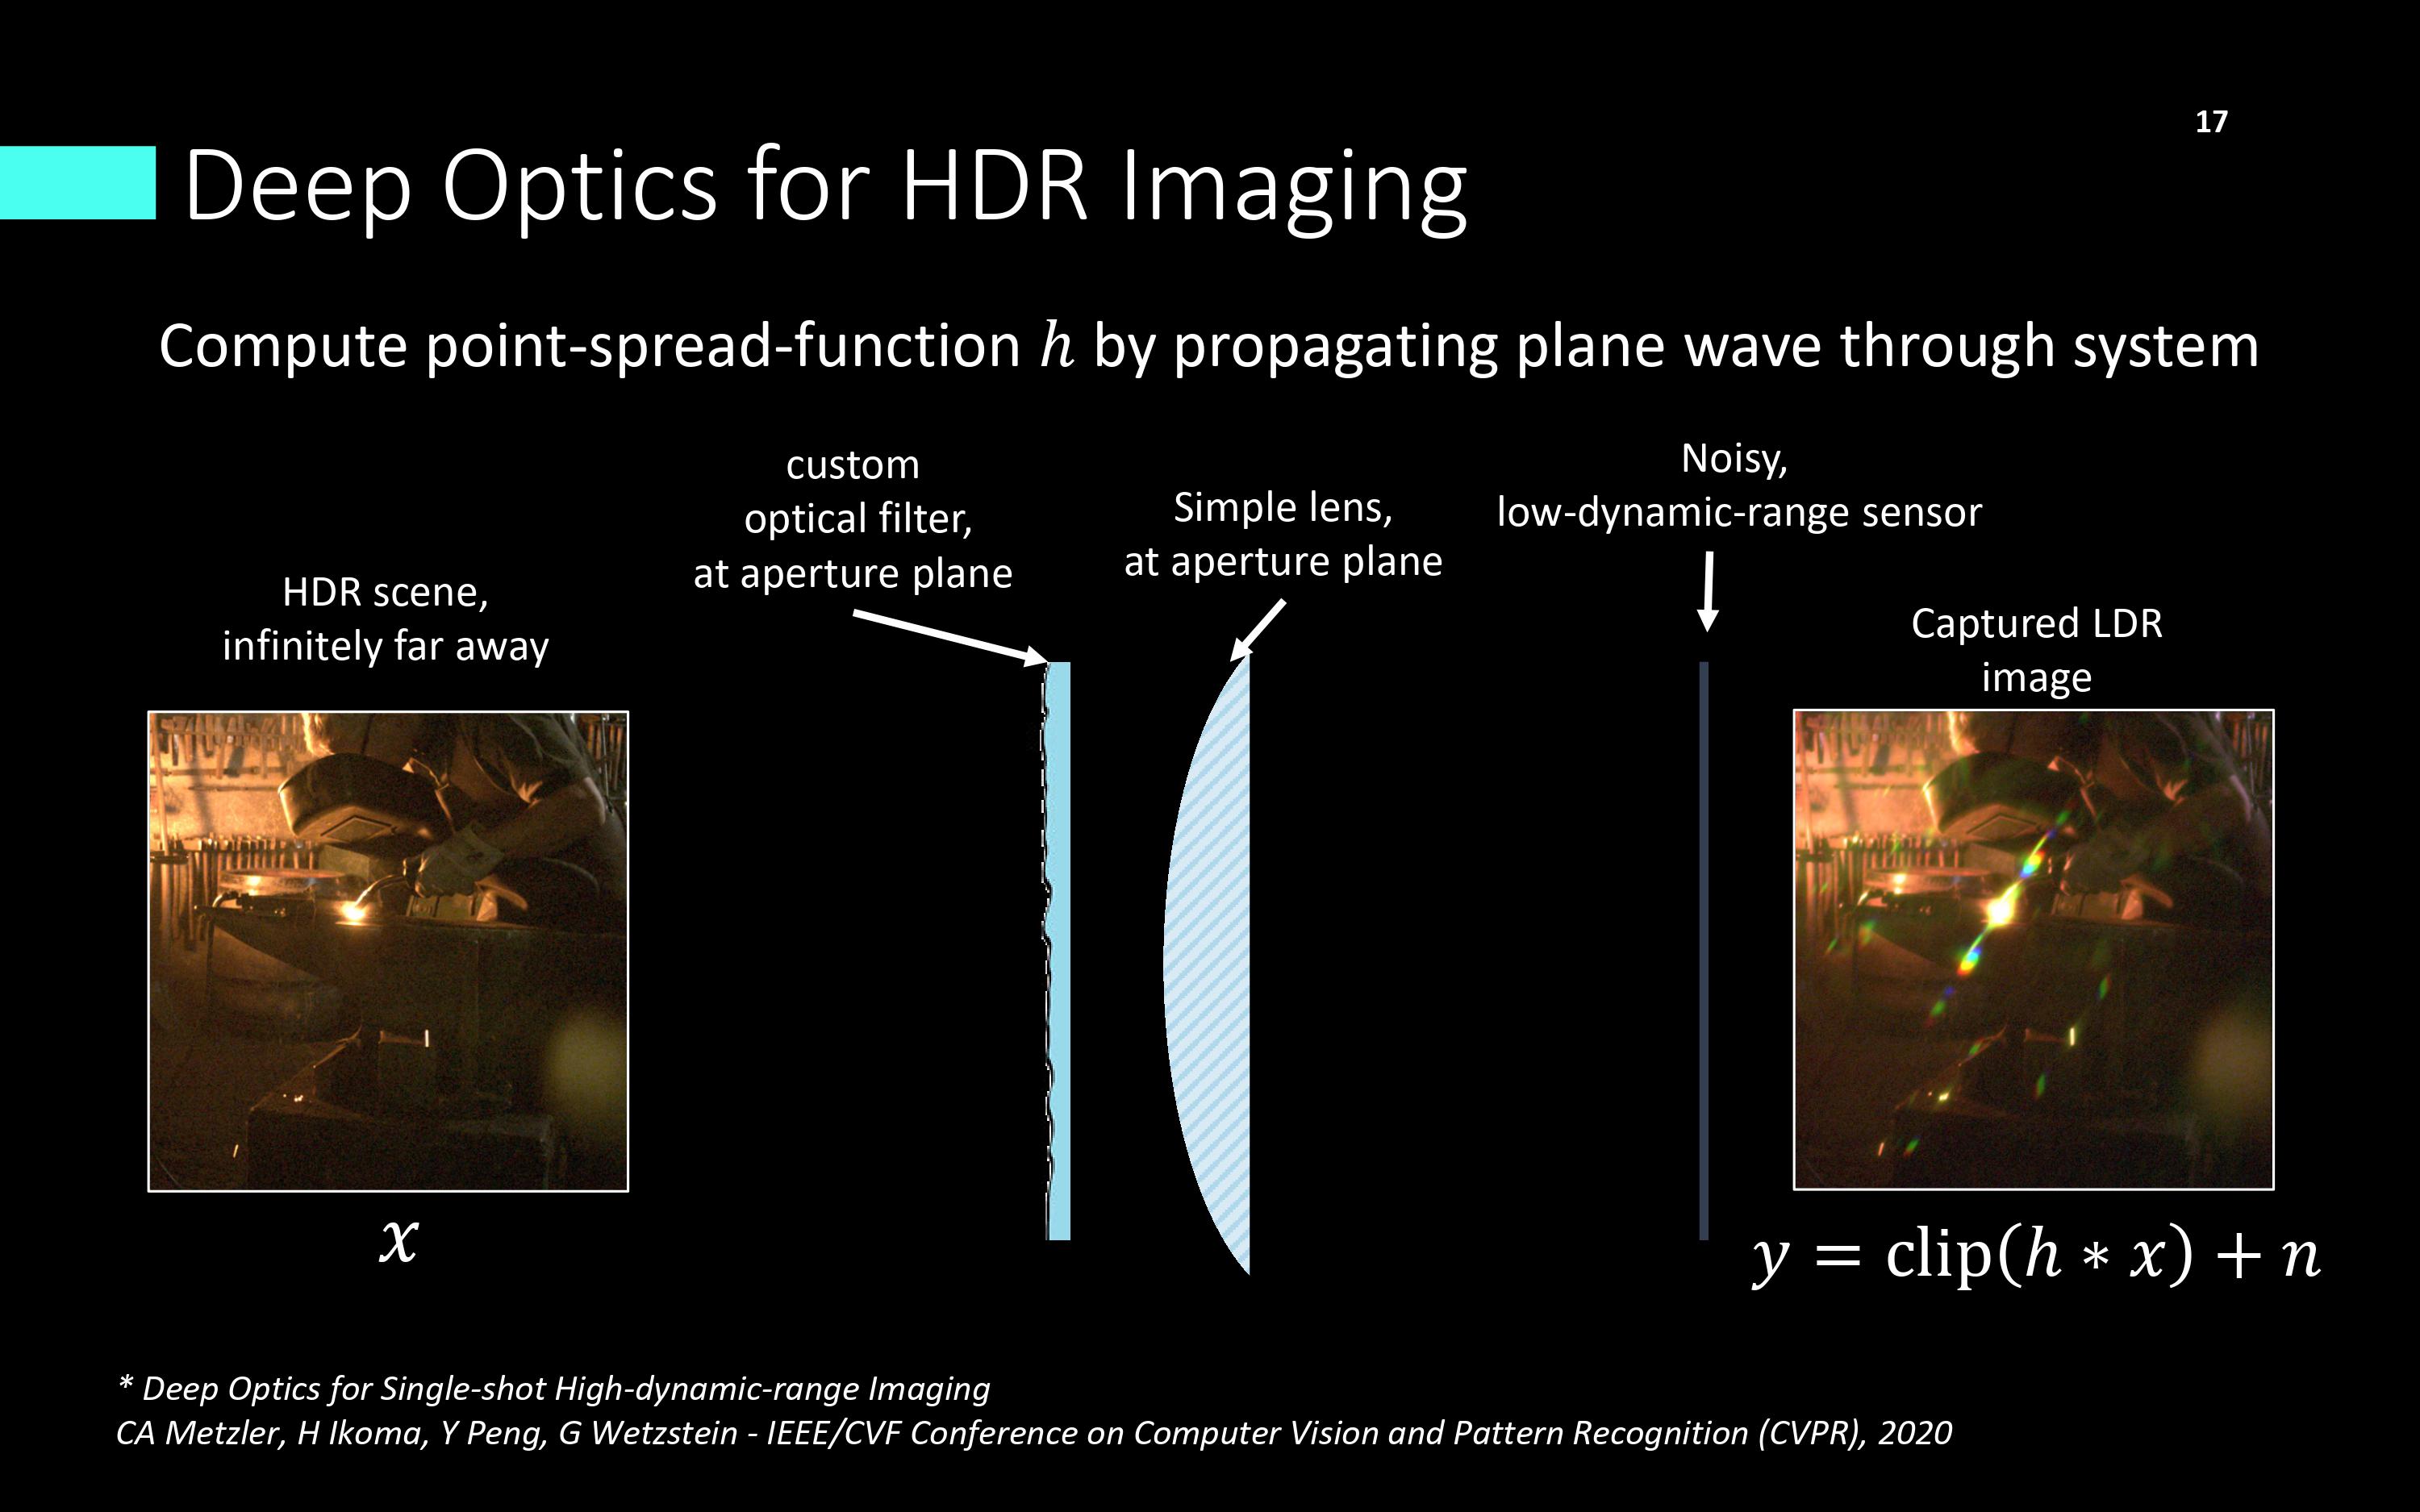 17
Deep Optics for HDR Imaging
Compute point-spread-function h by propagating plane wave through system
custom
optical filter,
at aperture plane
Simple lens,
at aperture plane
Noisy,
low-dynamic-range sensor
HDR scene,
infinitely far away
Captured LDR
image
x
y = clip(h ∗ x) + n
* Deep Optics for Single-shot High-dynamic-range Imaging
CA Metzler, H Ikoma, Y Peng, G Wetzstein - IEEE/CVF Conference on Computer Vision and Pattern Recognition (CVPR), 2020